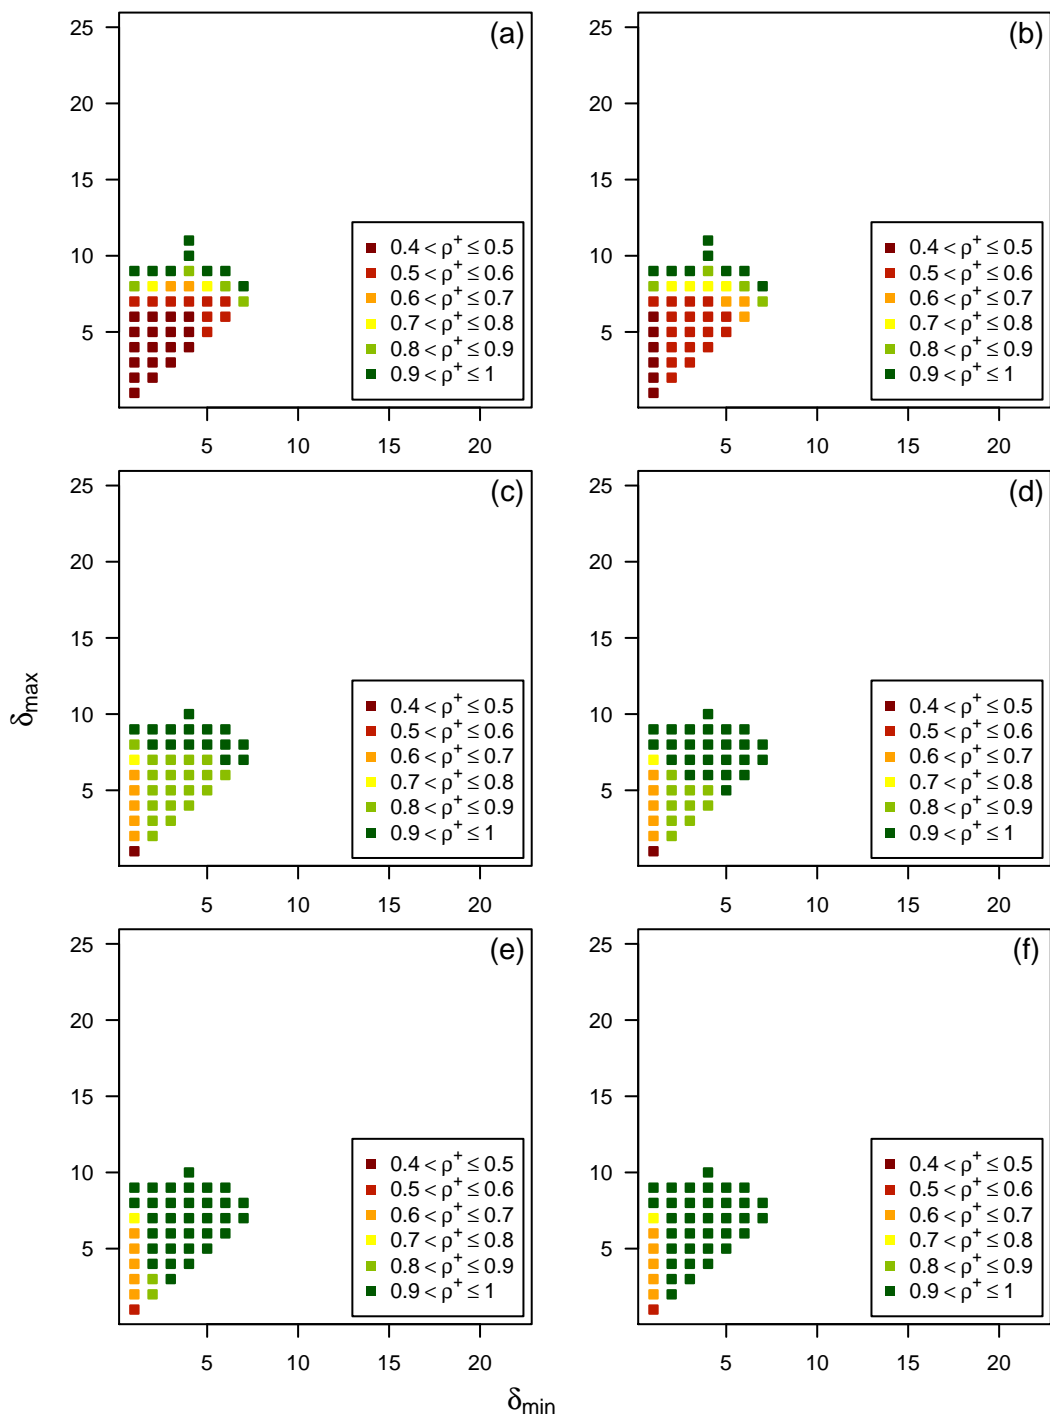 (a)
25
20
15
10
5
0.4 < ρ⁺ ≤ 0.5
0.5 < ρ⁺ ≤ 0.6
0.6 < ρ⁺ ≤ 0.7
0.7 < ρ⁺ ≤ 0.8
0.8 < ρ⁺ ≤ 0.9
0.9 < ρ⁺ ≤ 1
5 10 15 20
(b)
25
20
15
10
5
0.4 < ρ⁺ ≤ 0.5
0.5 < ρ⁺ ≤ 0.6
0.6 < ρ⁺ ≤ 0.7
0.7 < ρ⁺ ≤ 0.8
0.8 < ρ⁺ ≤ 0.9
0.9 < ρ⁺ ≤ 1
5 10 15 20
δmax
(c)
25
20
15
10
5
0.4 < ρ⁺ ≤ 0.5
0.5 < ρ⁺ ≤ 0.6
0.6 < ρ⁺ ≤ 0.7
0.7 < ρ⁺ ≤ 0.8
0.8 < ρ⁺ ≤ 0.9
0.9 < ρ⁺ ≤ 1
5 10 15 20
(d)
25
20
15
10
5
0.4 < ρ⁺ ≤ 0.5
0.5 < ρ⁺ ≤ 0.6
0.6 < ρ⁺ ≤ 0.7
0.7 < ρ⁺ ≤ 0.8
0.8 < ρ⁺ ≤ 0.9
0.9 < ρ⁺ ≤ 1
5 10 15 20
(e)
25
20
15
10
5
0.4 < ρ⁺ ≤ 0.5
0.5 < ρ⁺ ≤ 0.6
0.6 < ρ⁺ ≤ 0.7
0.7 < ρ⁺ ≤ 0.8
0.8 < ρ⁺ ≤ 0.9
0.9 < ρ⁺ ≤ 1
5 10 15 20
(f)
25
20
15
10
5
0.4 < ρ⁺ ≤ 0.5
0.5 < ρ⁺ ≤ 0.6
0.6 < ρ⁺ ≤ 0.7
0.7 < ρ⁺ ≤ 0.8
0.8 < ρ⁺ ≤ 0.9
0.9 < ρ⁺ ≤ 1
5 10 15 20
δmin